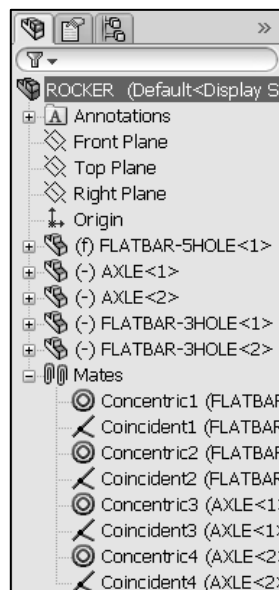 »
ROCKER (Default<Display S
A Annotations
Front Plane
Top Plane
Right Plane
Origin
(f) FLATBAR-5HOLE<1>
(-) AXLE<1>
(-) AXLE<2>
(-) FLATBAR-3HOLE<1>
(-) FLATBAR-3HOLE<2>
Mates
Concentric1 (FLATBAR
Coincident1 (FLATBAR
Concentric2 (FLATBAR
Coincident2 (FLATBAR
Concentric3 (AXLE<1>
Coincident3 (AXLE<1>
Concentric4 (AXLE<2>
Coincident4 (AXLE<2>